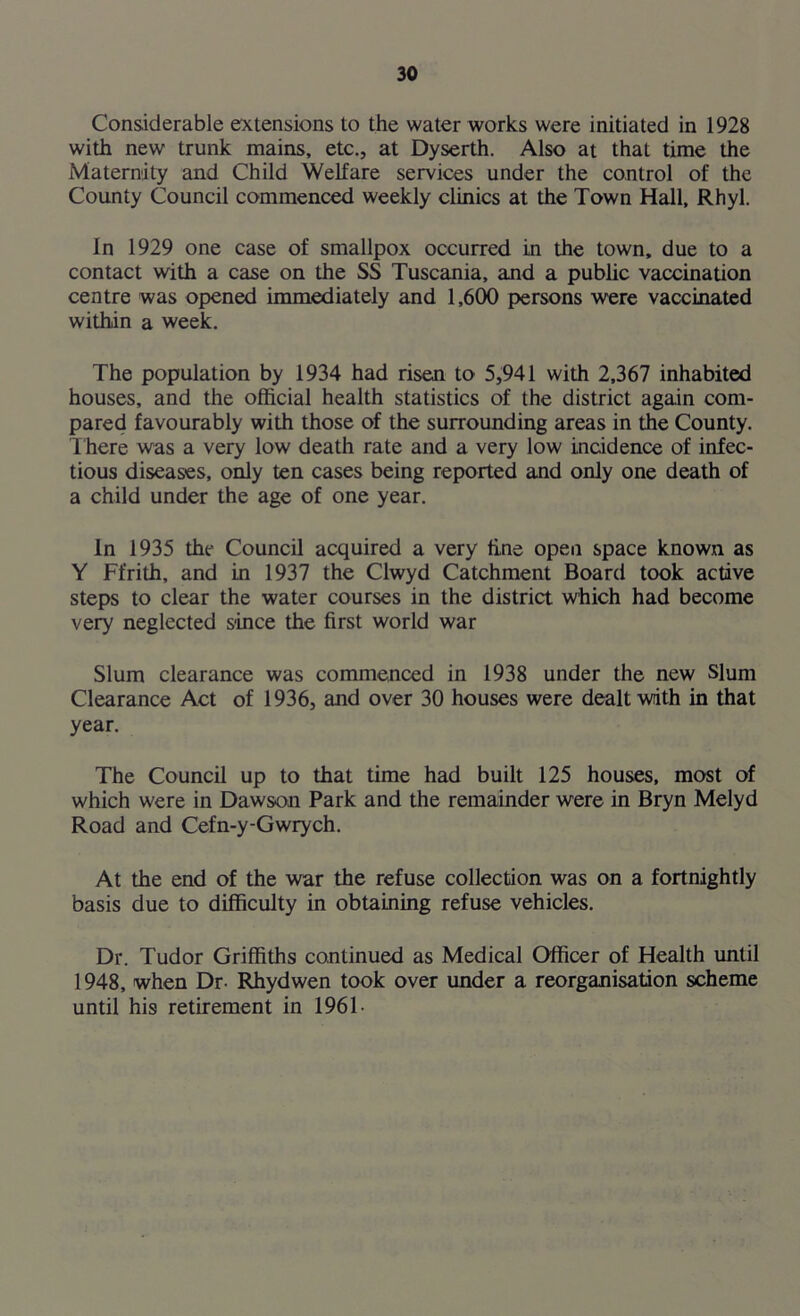 30
Considerable extensions to the water works were initiated in 1928
with new trunk mains, etc., at Dyserth. Also at that time the
Maternity and Child Welfare services under the control of the
County Council commenced weekly clinics at the Town Hall, Rhyl.
In 1929 one case of smallpox occurred in the town, due to a
contact with a case on the SS Tuscania, and a public vaccination
centre was opened immediately and 1,600 persons were vaccinated
within a week.
The population by 1934 had risen to 5,941 with 2,367 inhabited
houses, and the official health statistics of the district again com-
pared favourably with those of the surrounding areas in the County.
There was a very low death rate and a very low incidence of infec-
tious diseases, only ten cases being reported and only one death of
a child under the age of one year.
In 1935 the Council acquired a very fine open space known as
Y Ffrith, and in 1937 the Clwyd Catchment Board took active
steps to clear the water courses in the district which had become
very neglected since the first world war
Slum clearance was commenced in 1938 under the new Slum
Clearance Act of 1936, and over 30 houses were dealt with in that
year.
The Council up to that time had built 125 houses, most of
which were in Dawson Park and the remainder were in Bryn Melyd
Road and Cefn-y-Gwrych.
At the end of the war the refuse collection was on a fortnightly
basis due to difficulty in obtaining refuse vehicles.
Dr. Tudor Griffiths continued as Medical Officer of Health until
1948, when Dr. Rhydwen took over under a reorganisation scheme
until his retirement in 1961.